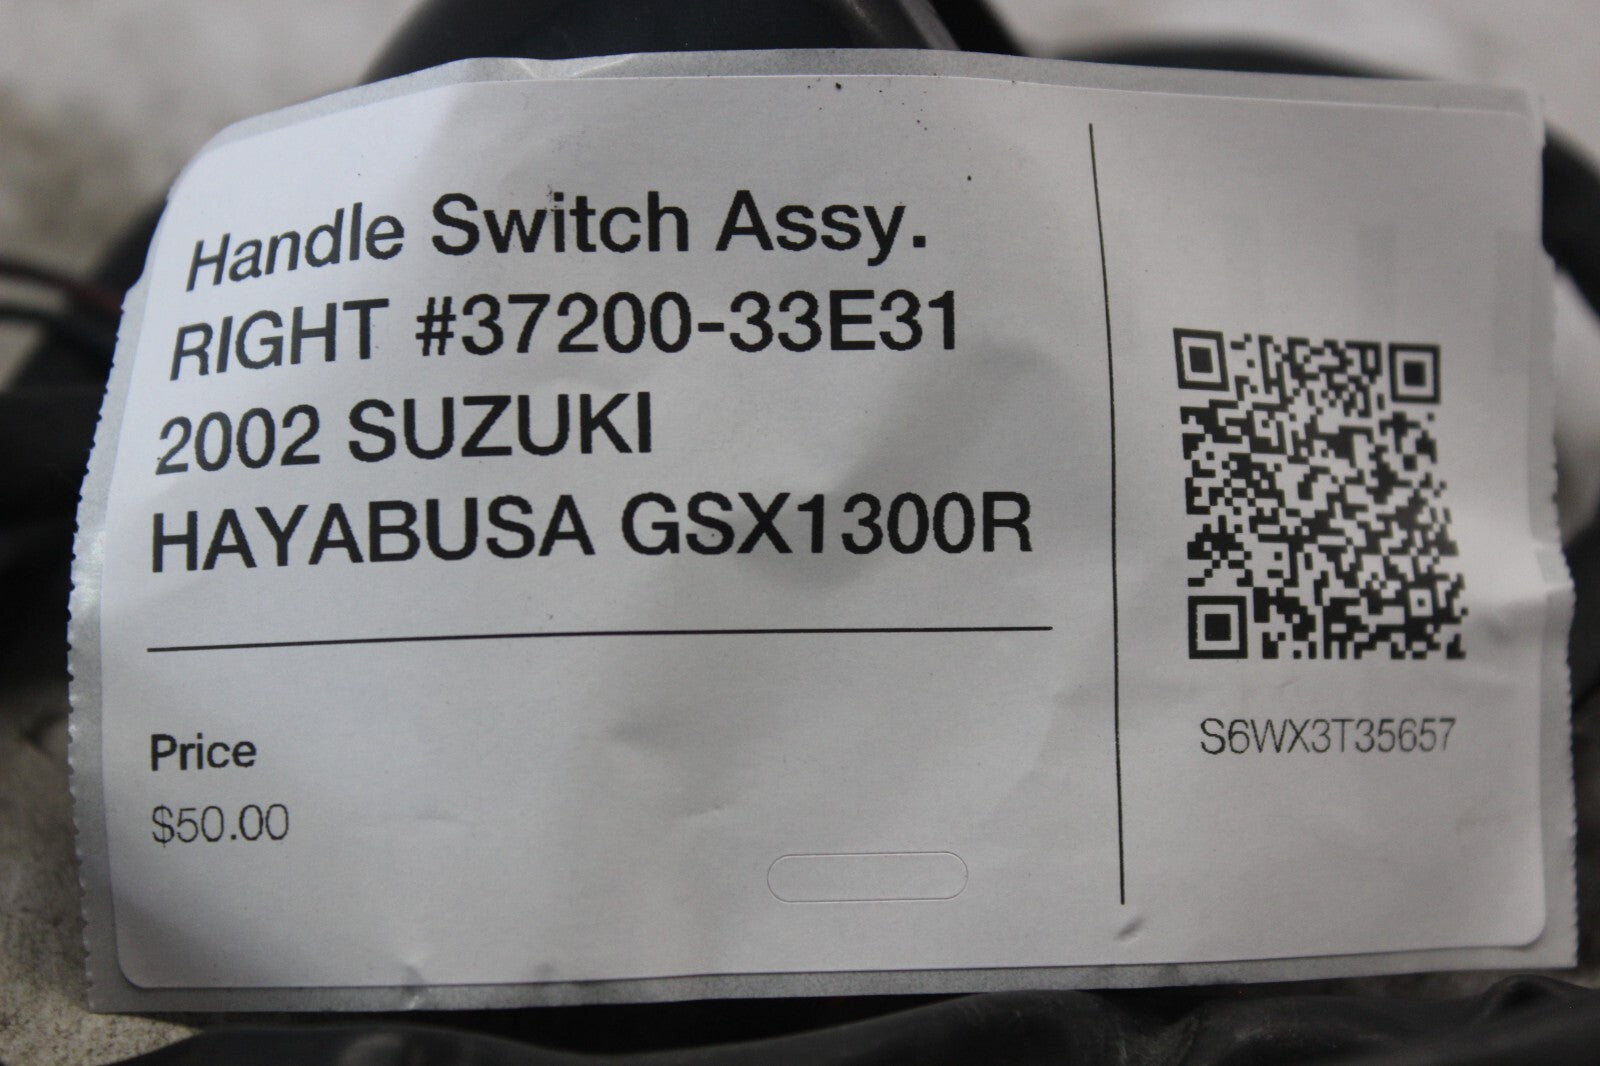 Handle Switch Assy.
RIGHT #37200-33E31
2002 SUZUKI
HAYABUSA GSX1300R
Price
$50.00
S6WX3T35657